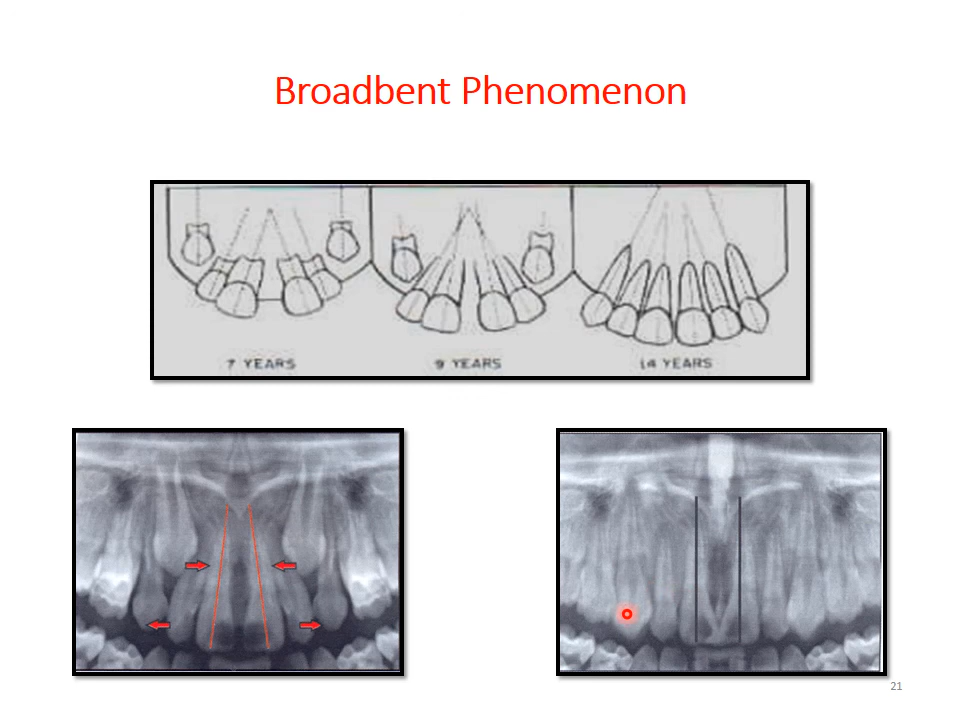 Broadbent Phenomenon
7 YEARS
9 YEARS
14 YEARS
21